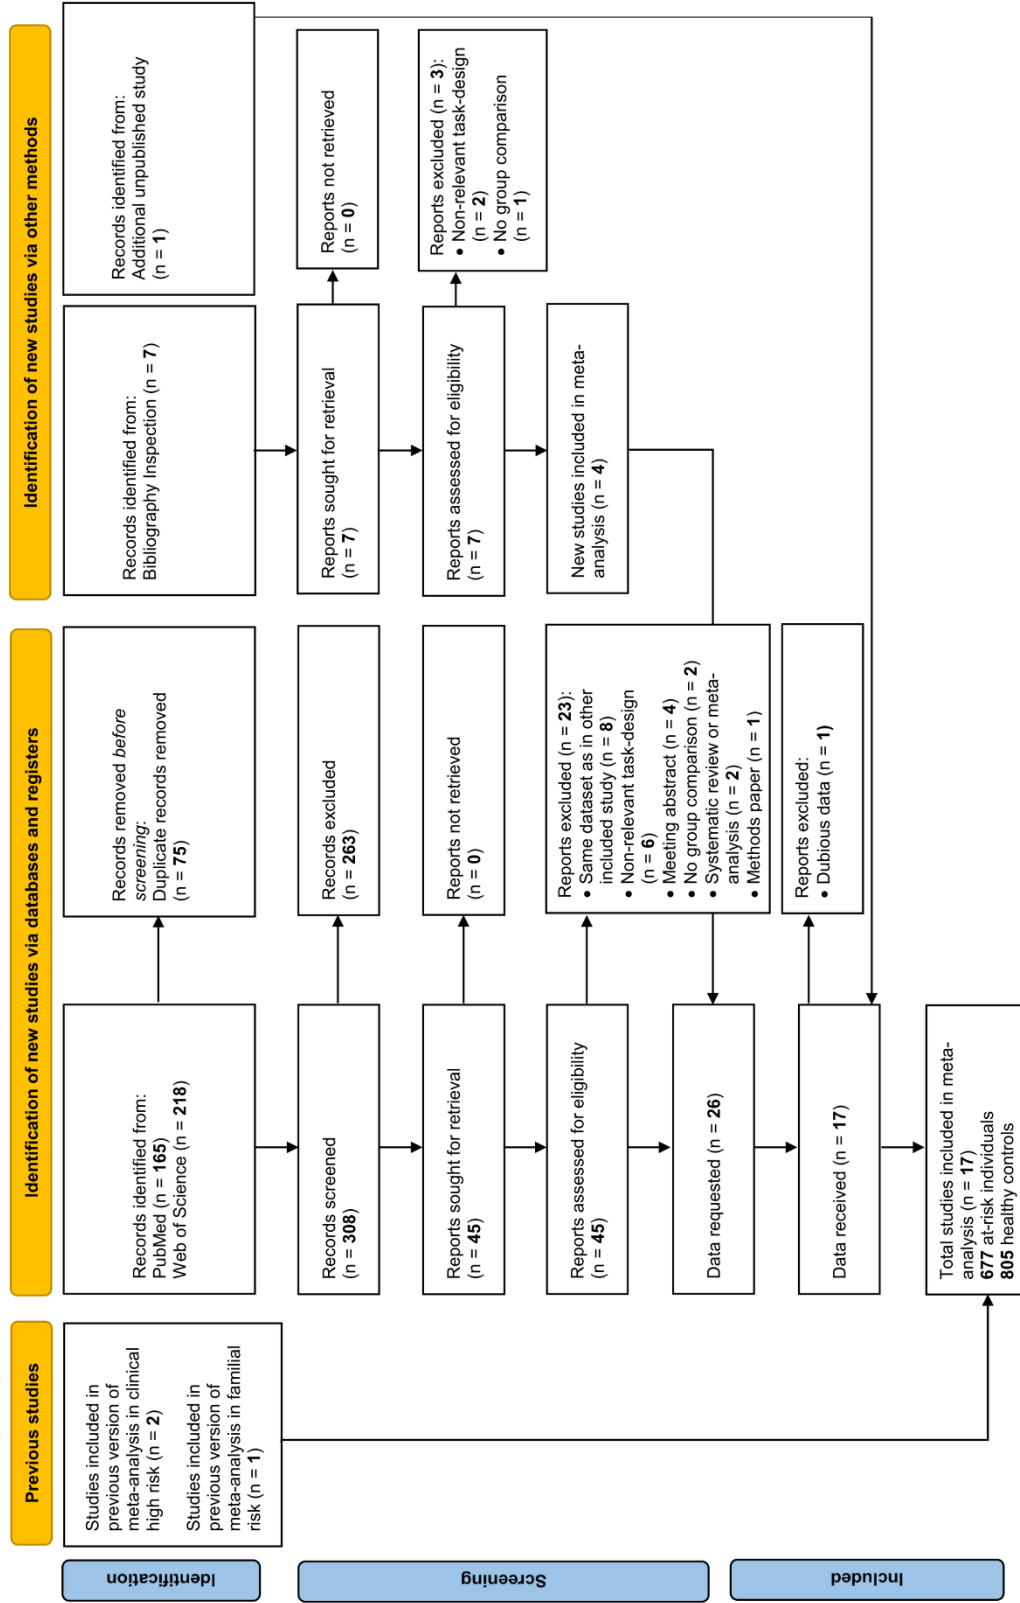 Previous studies
Identification of new studies via databases and registers
Identification of new studies via other methods
Identification
Screening
Included
Studies included in
previous version of
meta-analysis in clinical
high risk (n = 2)
Studies included in
previous version of
meta-analysis in familial
risk (n = 1)
Records identified from:
PubMed (n = 165)
Web of Science (n = 218)
Records removed before
screening:
Duplicate records removed
(n = 75)
Records identified from:
Bibliography Inspection (n = 7)
Records identified from:
Additional unpublished study
(n = 1)
Records screened
(n = 308)
Records excluded
(n = 263)
Reports sought for retrieval
(n = 7)
Reports not retrieved
(n = 0)
Reports sought for retrieval
(n = 45)
Reports not retrieved
(n = 0)
Reports assessed for eligibility
(n = 7)
Reports excluded (n = 3):
• Non-relevant task-design
(n = 2)
• No group comparison
(n = 1)
Reports assessed for eligibility
(n = 45)
Reports excluded (n = 23):
• Same dataset as in other
included study (n = 8)
• Non-relevant task-design
(n = 6)
• Meeting abstract (n = 4)
• No group comparison (n = 2)
• Systematic review or meta-
analysis (n = 2)
• Methods paper (n = 1)
New studies included in meta-
analysis (n = 4)
Data requested (n = 26)
Data received (n = 17)
Reports excluded:
• Dubious data (n = 1)
Total studies included in meta-
analysis (n = 17)
677 at-risk individuals
805 healthy controls